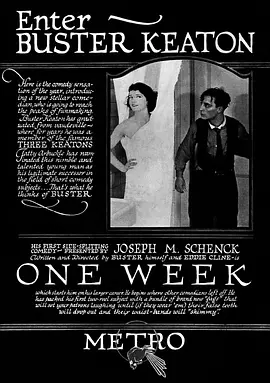 Enter
BUSTER KEATON
Here is the comedy sensa-
tion of the year, introduc-
ing a new stellar comed-
ian, who is going to reach
the peaks of funmaking.
Buster Keaton has grad-
uated from vaudeville—
where for years he was a
member of the famous
THREE KEATONS
Fatty Arbuckle has nom-
inated this nimble and
talented young man as
his legitimate successor in
the field of short comedy
subjects.... That's what he
thinks of BUSTER.
HIS FIRST SIDE-SPLITTING
COMEDY—PRESENTED BY JOSEPH M. SCHENCK
Written and Directed by BUSTER himself and EDDIE CLINE—is
ONE WEEK
which starts him on his larger career. He begins where other comedians left off. He
has packed his first two-reel subject with a bundle of brand new "gags" that
will set your patrons laughing until (if they wear 'em) their false teeth
will drop out and their waist-bands will "shimmy".
METRO